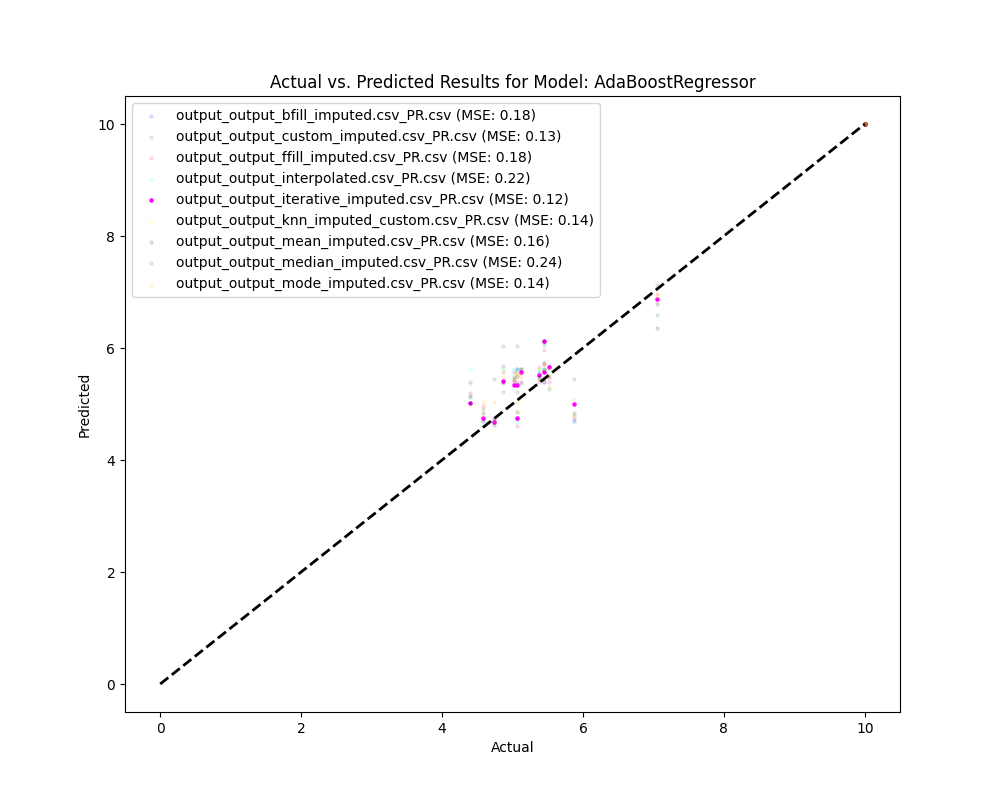 Actual vs. Predicted Results for Model: AdaBoostRegressor
output_output_bfill_imputed.csv_PR.csv (MSE: 0.18)
output_output_custom_imputed.csv_PR.csv (MSE: 0.13)
output_output_ffill_imputed.csv_PR.csv (MSE: 0.18)
output_output_interpolated.csv_PR.csv (MSE: 0.22)
output_output_iterative_imputed.csv_PR.csv (MSE: 0.12)
output_output_knn_imputed_custom.csv_PR.csv (MSE: 0.14)
output_output_mean_imputed.csv_PR.csv (MSE: 0.16)
output_output_median_imputed.csv_PR.csv (MSE: 0.24)
output_output_mode_imputed.csv_PR.csv (MSE: 0.14)
10
8
6
4
2
0
Predicted
0 2 4 6 8 10
Actual